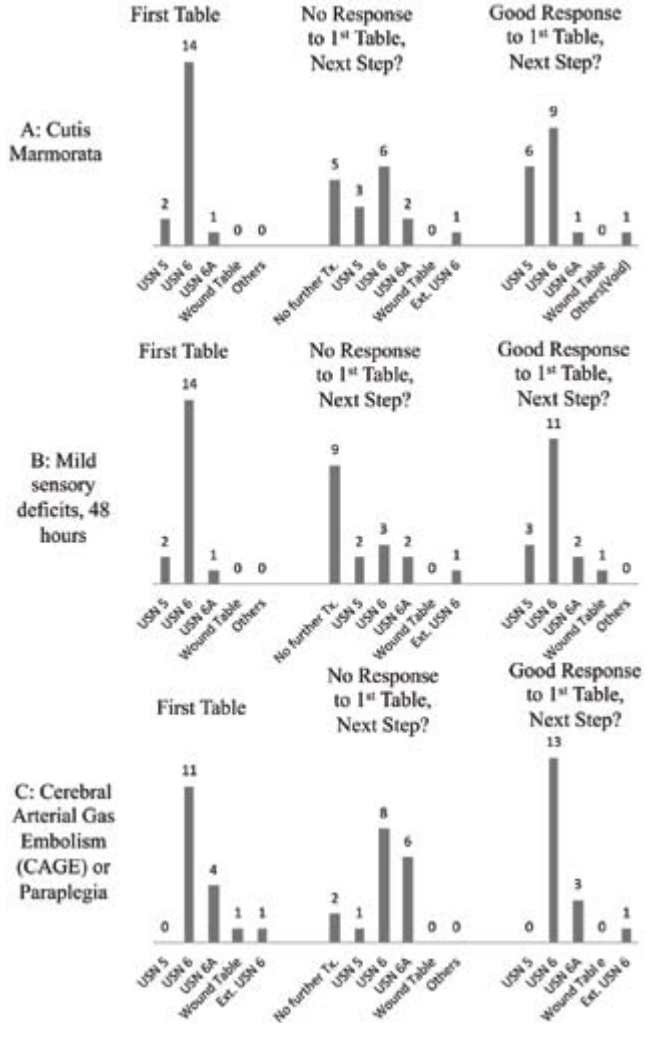 First Table
No Response
to 1st Table,
Next Step?
Good Response
to 1st Table,
Next Step?
A: Cutis
Marmorata
14
2
1
0
0
5
3
6
2
0
1
6
9
1
0
1
USN 5
USN 6
USN 6A
Wound Table
Others
No further Tx.
USN 5
USN 6
USN 6A
Wound Table
Ext. USN 6
USN 5
USN 6
USN 6A
Wound Table
Others(Void)
First Table
No Response
to 1st Table,
Next Step?
Good Response
to 1st Table,
Next Step?
B: Mild
sensory
deficits, 48
hours
2
14
1
0
0
9
2
3
2
0
1
3
11
2
1
0
USN 5
USN 6
USN 6A
Wound Table
Others
No further Tx.
USN 5
USN 6
USN 6A
Wound Table
Ext. USN 6
USN 5
USN 6
USN 6A
Wound Table
Others
First Table
No Response
to 1st Table,
Next Step?
Good Response
to 1st Table,
Next Step?
C: Cerebral
Arterial Gas
Embolism
(CAGE) or
Paraplegia
0
11
4
1
1
2
1
8
6
0
0
0
13
3
0
1
USN 5
USN 6
USN 6A
Wound Table
Ext. USN 6
No further Tx.
USN 5
USN 6
USN 6A
Wound Table
Others
USN 5
USN 6
USN 6A
Wound Tabl e
Ext. USN 6